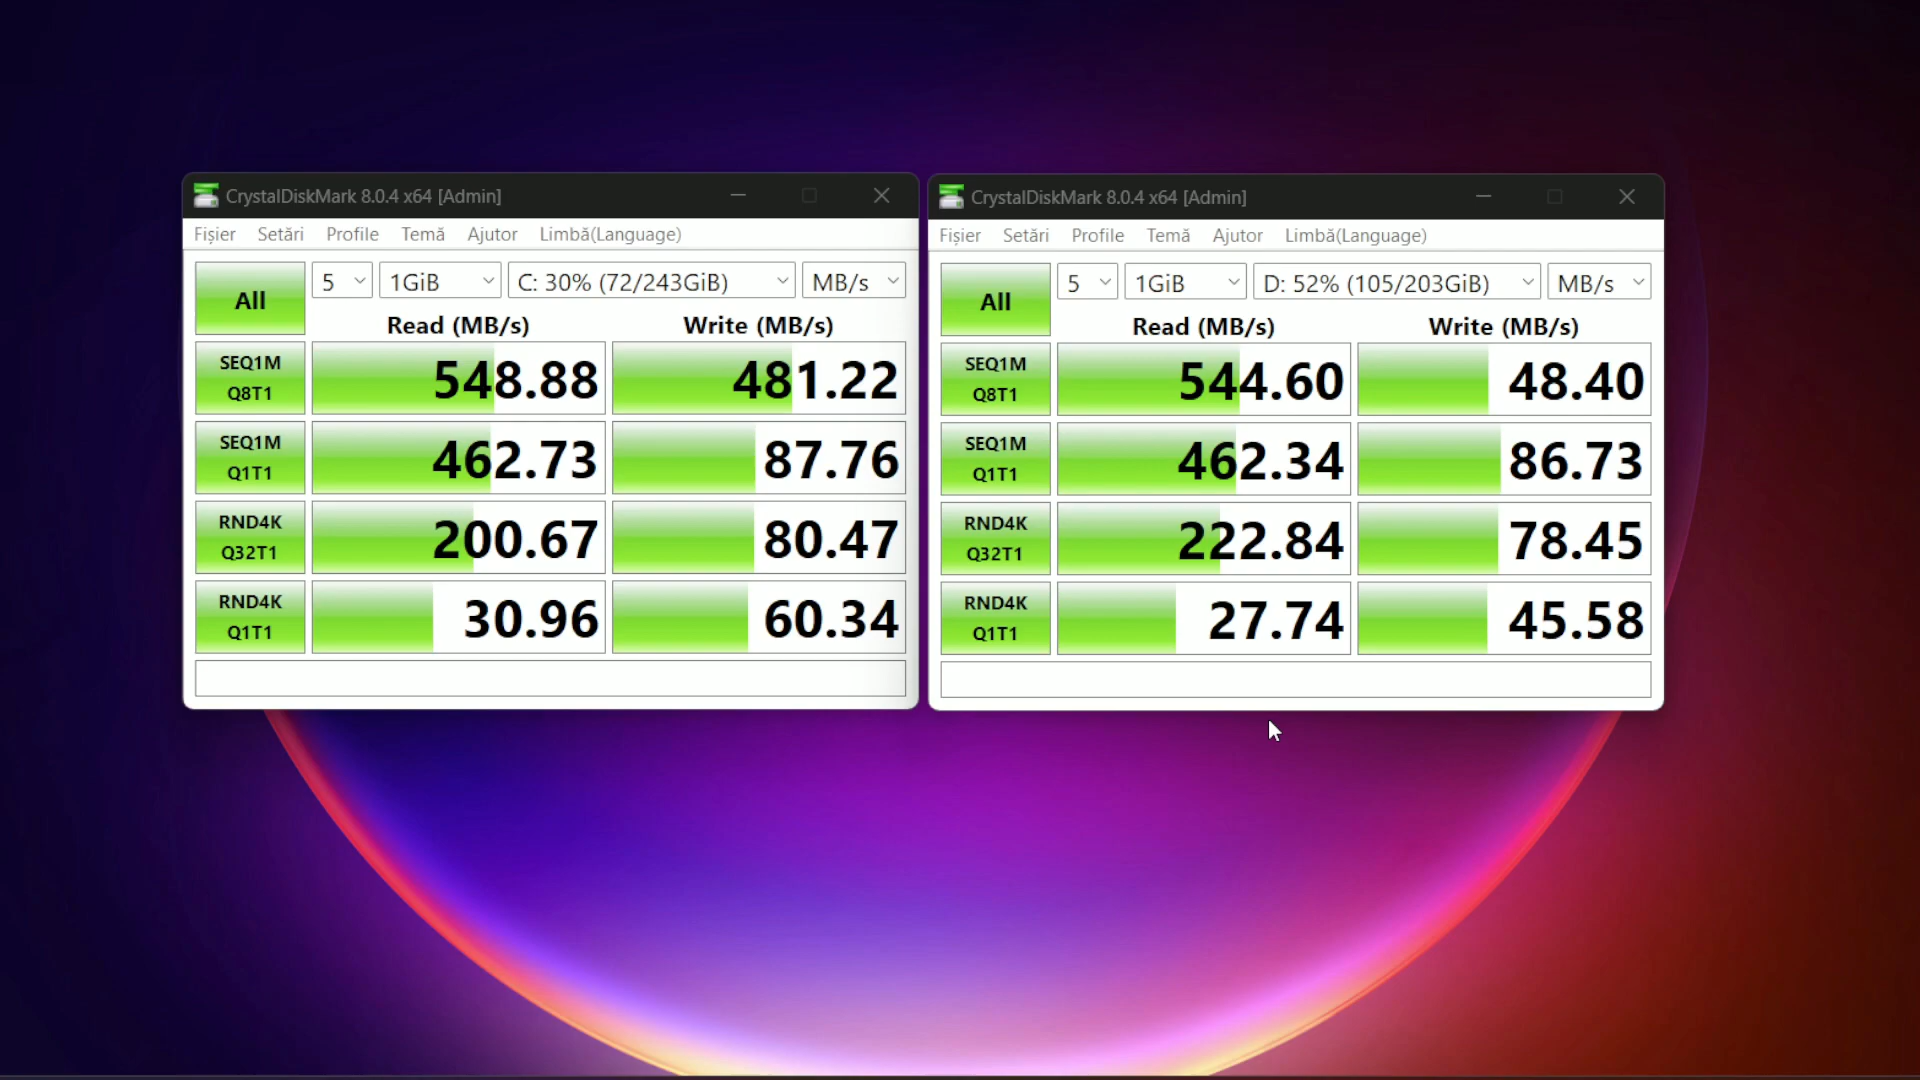 CrystalDiskMark 8.0.4 x64 [Admin]
Fișier Setări Profile Temă Ajutor Limbă(Language)
All 5 1GiB C: 30% (72/243GiB) MB/s
Read (MB/s) Write (MB/s)
SEQ1M
Q8T1
548.88 481.22
SEQ1M
Q1T1
462.73 87.76
RND4K
Q32T1
200.67 80.47
RND4K
Q1T1
30.96 60.34
CrystalDiskMark 8.0.4 x64 [Admin]
Fișier Setări Profile Temă Ajutor Limbă(Language)
All 5 1GiB D: 52% (105/203GiB) MB/s
Read (MB/s) Write (MB/s)
SEQ1M
Q8T1
544.60 48.40
SEQ1M
Q1T1
462.34 86.73
RND4K
Q32T1
222.84 78.45
RND4K
Q1T1
27.74 45.58